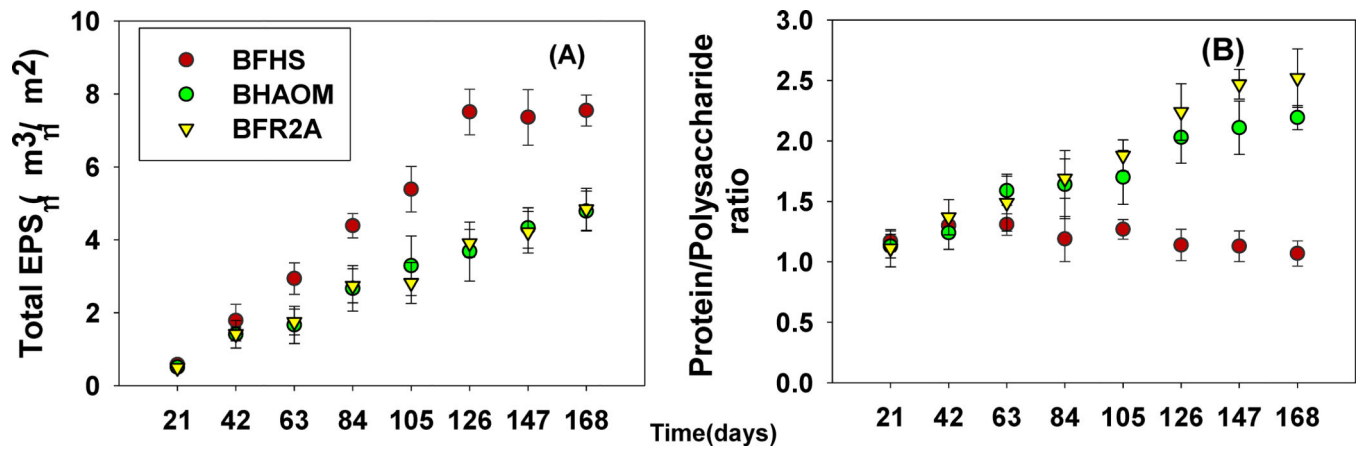 (A)
BFHS
BHAOM
BFR2A
Total EPS ( m3/ m2)
10
8
6
4
2
0
21 42 63 84 105 126 147 168
Time(days)
(B)
Protein/Polysaccharide
ratio
3.0
2.5
2.0
1.5
1.0
0.5
0.0
21 42 63 84 105 126 147 168